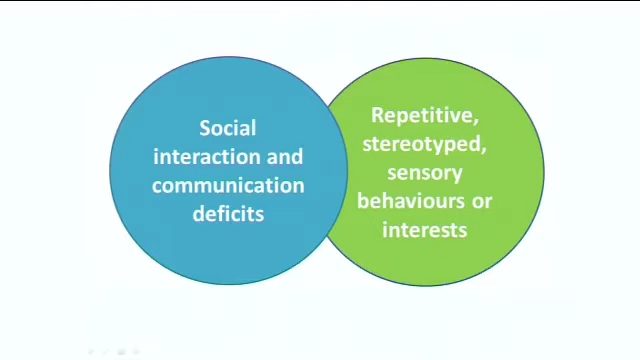 Social
interaction and
communication
deficits
Repetitive,
stereotyped,
sensory
behaviours or
interests